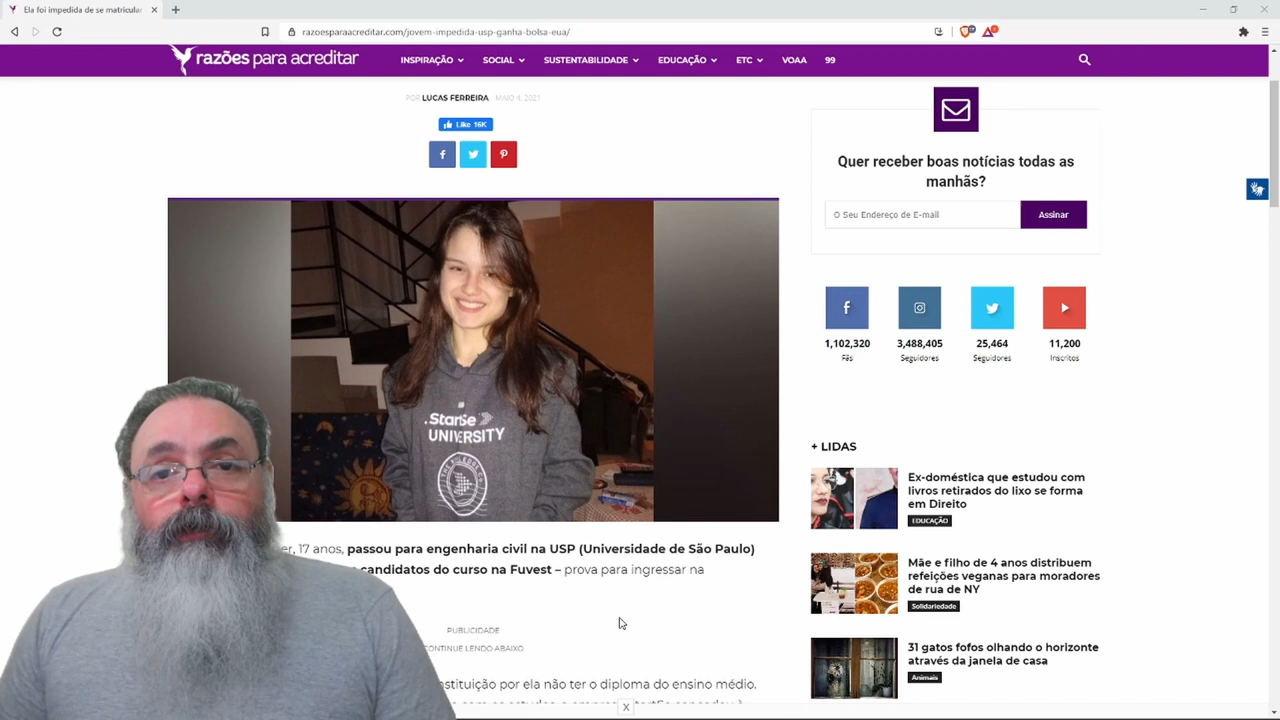 Ela foi impedida de se matricular
razoesparaacreditar.com/jovem-impedida-usp-ganha-bolsa-eua/
razões para acreditar
INSPIRAÇÃO
SOCIAL
SUSTENTABILIDADE
EDUCAÇÃO
ETC
VOAA
99
POR LUCAS FERREIRA MAIO 4, 2021
Like 16K
.StartSe
UNIVERSITY
er, 17 anos, passou para engenharia civil na USP (Universidade de São Paulo)
candidatos do curso na Fuvest – prova para ingressar na
PUBLICIDADE
CONTINUE LENDO ABAIXO
nstituição por ela não ter o diploma do ensino médio.
X
Quer receber boas notícias todas as
manhãs?
O Seu Endereço de E-mail
Assinar
1,102,320
Fãs
3,488,405
Seguidores
25,464
Seguidores
11,200
Inscritos
+ LIDAS
Ex-doméstica que estudou com
livros retirados do lixo se forma
em Direito
EDUCAÇÃO
Mãe e filho de 4 anos distribuem
refeições veganas para moradores
de rua de NY
Solidariedade
31 gatos fofos olhando o horizonte
através da janela de casa
Animais